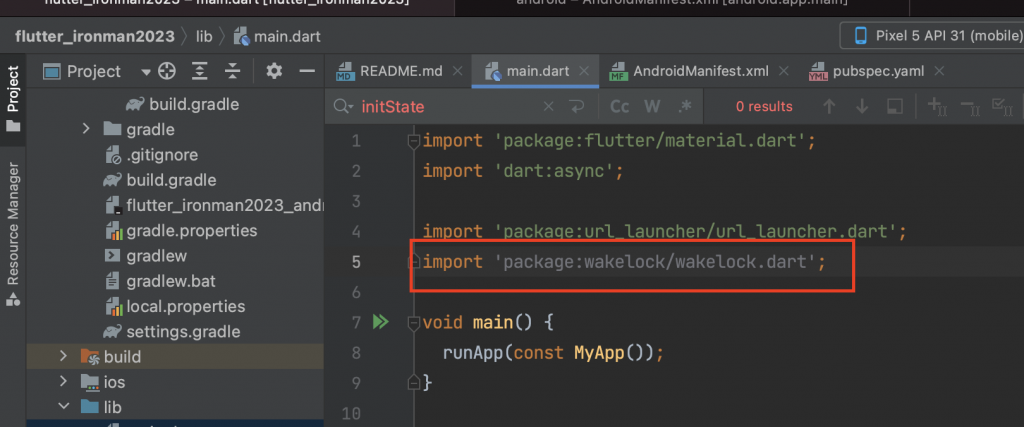 flutter_ironman2023 – main.dart [flutter_ironman2023]
android – AndroidManifest.xml [android.app.main]
flutter_ironman2023 lib main.dart
Pixel 5 API 31 (mobile)
Project
Resource Manager
Project
README.md
main.dart
AndroidManifest.xml
pubspec.yaml
initState
Cc W .*
0 results
build.gradle
gradle
.gitignore
build.gradle
flutter_ironman2023_and
gradle.properties
gradlew
gradlew.bat
local.properties
settings.gradle
build
ios
lib
1 import 'package:flutter/material.dart';
2 import 'dart:async';
3
4 import 'package:url_launcher/url_launcher.dart';
5 import 'package:wakelock/wakelock.dart';
6
7 void main() {
8 runApp(const MyApp());
9 }
10